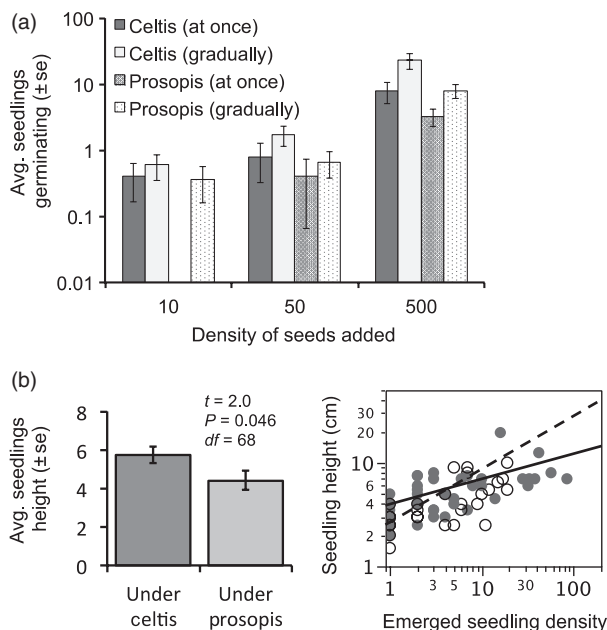 (a)
Avg. seedlings
germinating (±se)
100
10
1
0.1
0.01
Celtis (at once)
Celtis (gradually)
Prosopis (at once)
Prosopis (gradually)
10 50 500
Density of seeds added
(b)
Avg. seedlings
height (±se)
8
6
4
2
0
t = 2.0
P = 0.046
df = 68
Under
celtis
Under
prosopis
Seedling height (cm)
30
10
6
4
2
1
1 3 5 10 30 100
Emerged seedling density